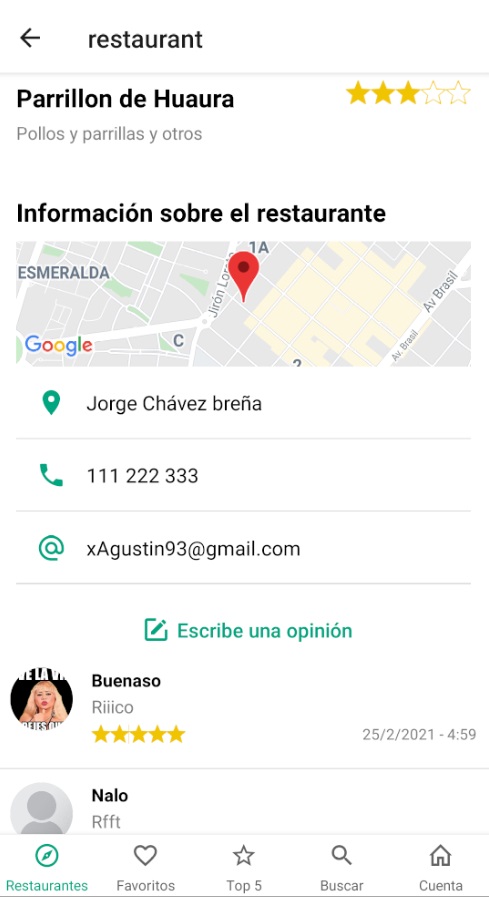 restaurant
Parrillon de Huaura
Pollos y parrillas y otros
Información sobre el restaurante
1A
ESMERALDA
Av Brasil
C
Google
Av. Brasil
2
Jorge Chávez breña
111 222 333
xAgustin93@gmail.com
Escribe una opinión
Buenaso
Riiico
25/2/2021 - 4:59
Nalo
Rfft
Restaurantes
Favoritos
Top 5
Buscar
Cuenta